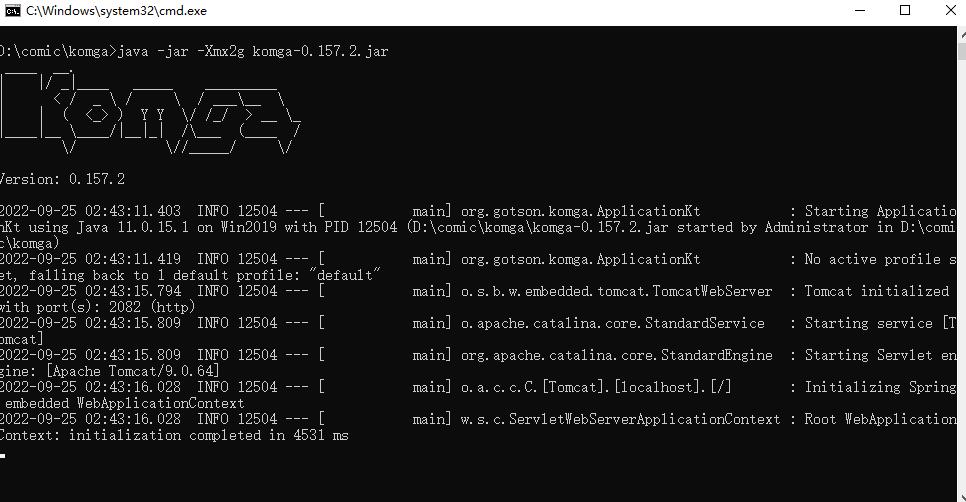 C:\Windows\system32\cmd.exe
D:\comic\komga>java -jar -Xmx2g komga-0.157.2.jar
Komga
Version: 0.157.2
2022-09-25 02:43:11.403  INFO 12504 --- [           main] org.gotson.komga.ApplicationKt           : Starting Applicatio
nKt using Java 11.0.15.1 on Win2019 with PID 12504 (D:\comic\komga\komga-0.157.2.jar started by Administrator in D:\comi
c\komga)
2022-09-25 02:43:11.419  INFO 12504 --- [           main] org.gotson.komga.ApplicationKt           : No active profile s
et, falling back to 1 default profile: "default"
2022-09-25 02:43:15.794  INFO 12504 --- [           main] o.s.b.w.embedded.tomcat.TomcatWebServer  : Tomcat initialized
with port(s): 2082 (http)
2022-09-25 02:43:15.809  INFO 12504 --- [           main] o.apache.catalina.core.StandardService   : Starting service [T
omcat]
2022-09-25 02:43:15.809  INFO 12504 --- [           main] org.apache.catalina.core.StandardEngine  : Starting Servlet en
gine: [Apache Tomcat/9.0.64]
2022-09-25 02:43:16.028  INFO 12504 --- [           main] o.a.c.c.C.[Tomcat].[localhost].[/]       : Initializing Spring
 embedded WebApplicationContext
2022-09-25 02:43:16.028  INFO 12504 --- [           main] w.s.c.ServletWebServerApplicationContext : Root WebApplication
Context: initialization completed in 4531 ms